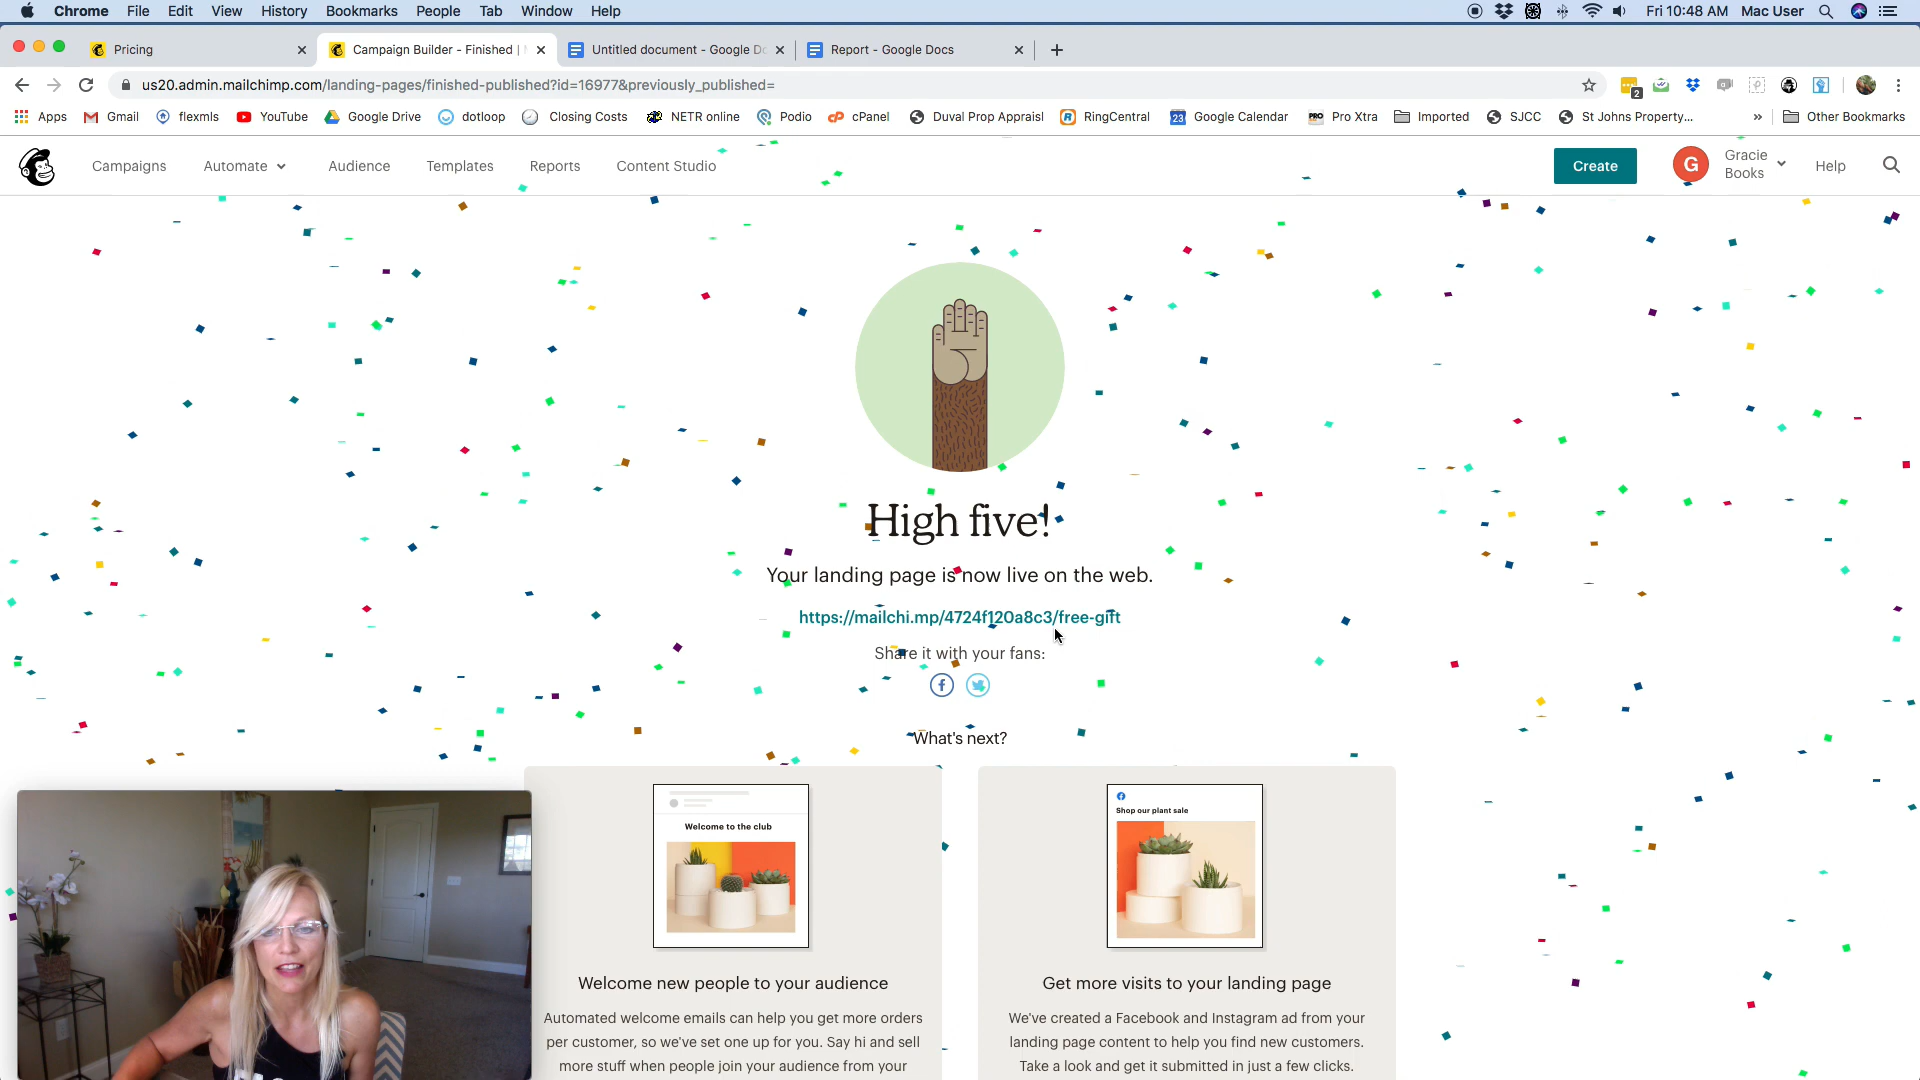 Chrome File Edit View History Bookmarks People Tab Window Help Fri 10:48 AM Mac User
Pricing Campaign Builder - Finished | Untitled document - Google Do Report - Google Docs
us20.admin.mailchimp.com/landing-pages/finished-published?id=16977&previously_published=
2
Apps Gmail flexmls YouTube Google Drive dotloop Closing Costs NETR online Podio cPanel Duval Prop Appraisal RingCentral 23 Google Calendar PRO Pro Xtra Imported SJCC St Johns Property... » Other Bookmarks
Campaigns Automate Audience Templates Reports Content Studio Create G Gracie Books Help
High five!
Your landing page is now live on the web.
https://mailchi.mp/4724f120a8c3/free-gift
Share it with your fans:
What's next?
Welcome to the club
Shop our plant sale
Welcome new people to your audience
Automated welcome emails can help you get more orders
per customer, so we've set one up for you. Say hi and sell
more stuff when people join your audience from your
Get more visits to your landing page
We've created a Facebook and Instagram ad from your
landing page content to help you find new customers.
Take a look and get it submitted in just a few clicks.